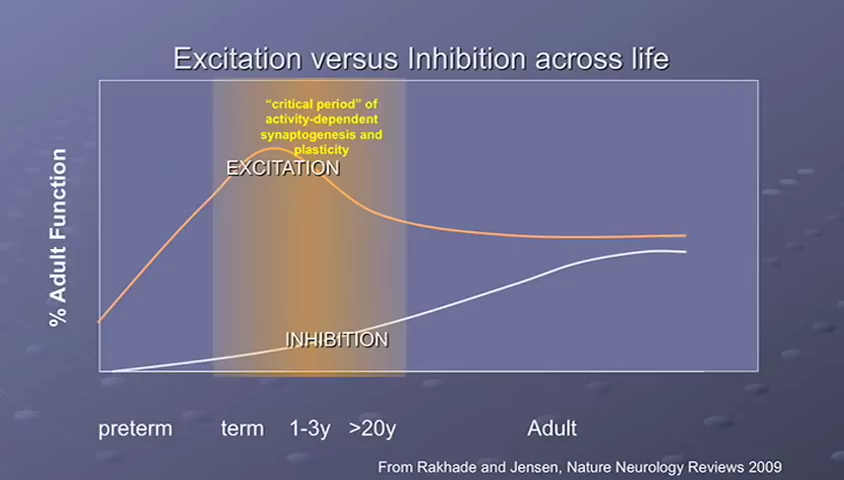 Excitation versus Inhibition across life
"critical period" of
activity-dependent
synaptogenesis and
plasticity
EXCITATION
% Adult Function
INHIBITION
preterm term 1-3y >20y Adult
From Rakhade and Jensen, Nature Neurology Reviews 2009